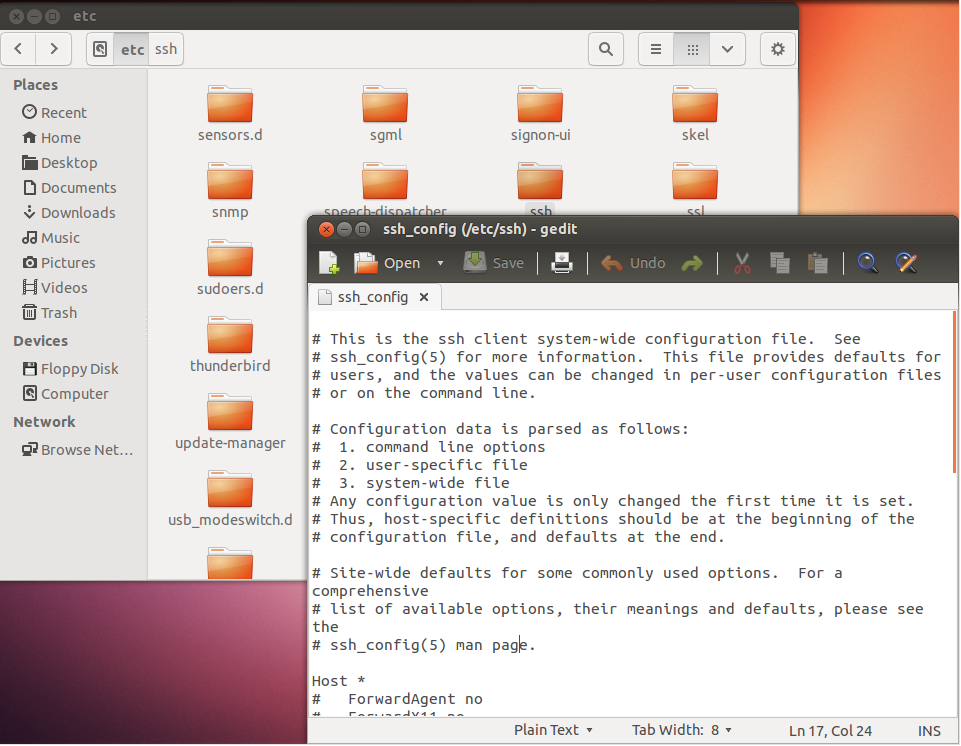 etc
etc ssh
Places
Recent
Home
Desktop
Documents
Downloads
Music
Pictures
Videos
Trash
Devices
Floppy Disk
Computer
Network
Browse Net...
sensors.d
sgml
signon-ui
skel
snmp
speech-dispatcher
ssh
ssl
sudoers.d
thunderbird
update-manager
usb_modeswitch.d
ssh_config (/etc/ssh) - gedit
Open Save Undo
ssh_config
# This is the ssh client system-wide configuration file.  See
# ssh_config(5) for more information.  This file provides defaults for
# users, and the values can be changed in per-user configuration files
# or on the command line.
# Configuration data is parsed as follows:
#  1. command line options
#  2. user-specific file
#  3. system-wide file
# Any configuration value is only changed the first time it is set.
# Thus, host-specific definitions should be at the beginning of the
# configuration file, and defaults at the end.
# Site-wide defaults for some commonly used options.  For a
comprehensive
# list of available options, their meanings and defaults, please see
the
# ssh_config(5) man page.
Host *
#   ForwardAgent no
#   ForwardX11 no
Plain Text Tab Width: 8 Ln 17, Col 24 INS